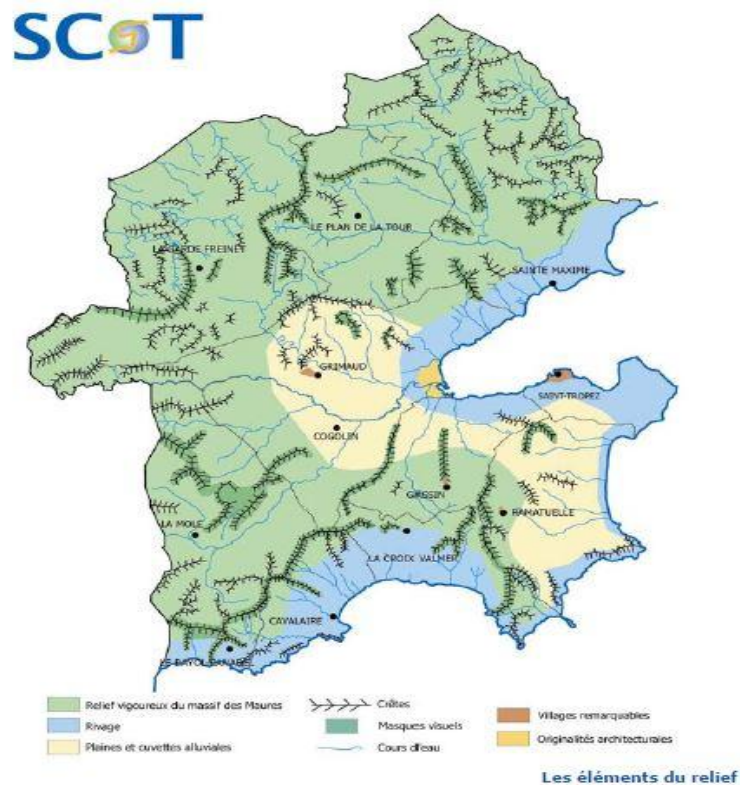 SCOT
LE PLAN DE LA TOUR
LA GARDE FREINET
SAINTE MAXIME
GRIMAUD
SAINT-TROPEZ
COGOLIN
GASSIN
RAMATUELLE
LA MOLE
LA CROIX VALMER
CAVALAIRE
LE RAYOL CANADEL
Relief vigoureux du massif des Maures
Crêtes
Villages remarquables
Rivage
Masques visuels
Originalités architecturales
Plaines et cuvettes alluviales
Cours d'eau
Les éléments du relief